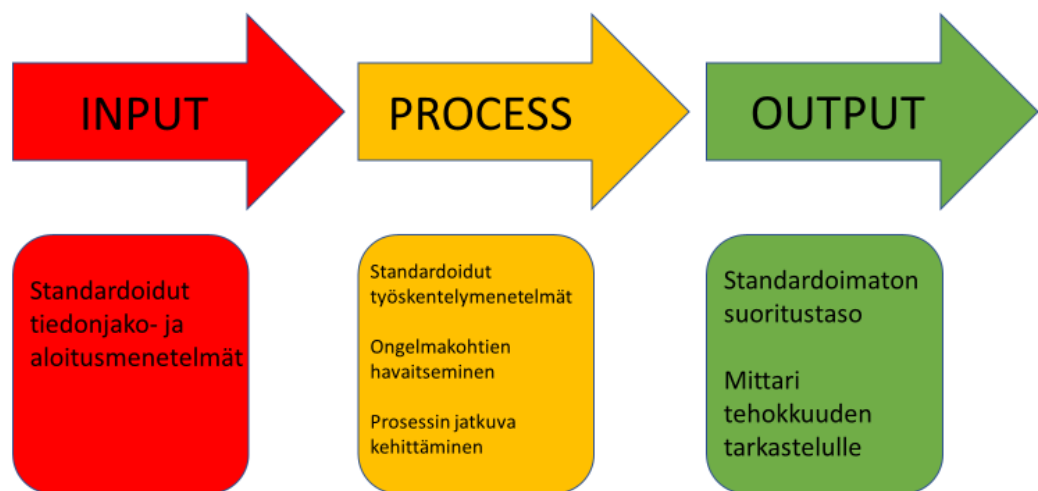 INPUT
PROCESS
OUTPUT
Standardoidut
tiedonjako- ja
aloitusmenetelmät
Standardoidut
työskentelymenetelmät
Ongelmakohtien
havaitseminen
Prosessin jatkuva
kehittäminen
Standardoimaton
suoritustaso
Mittari
tehokkuuden
tarkastelulle